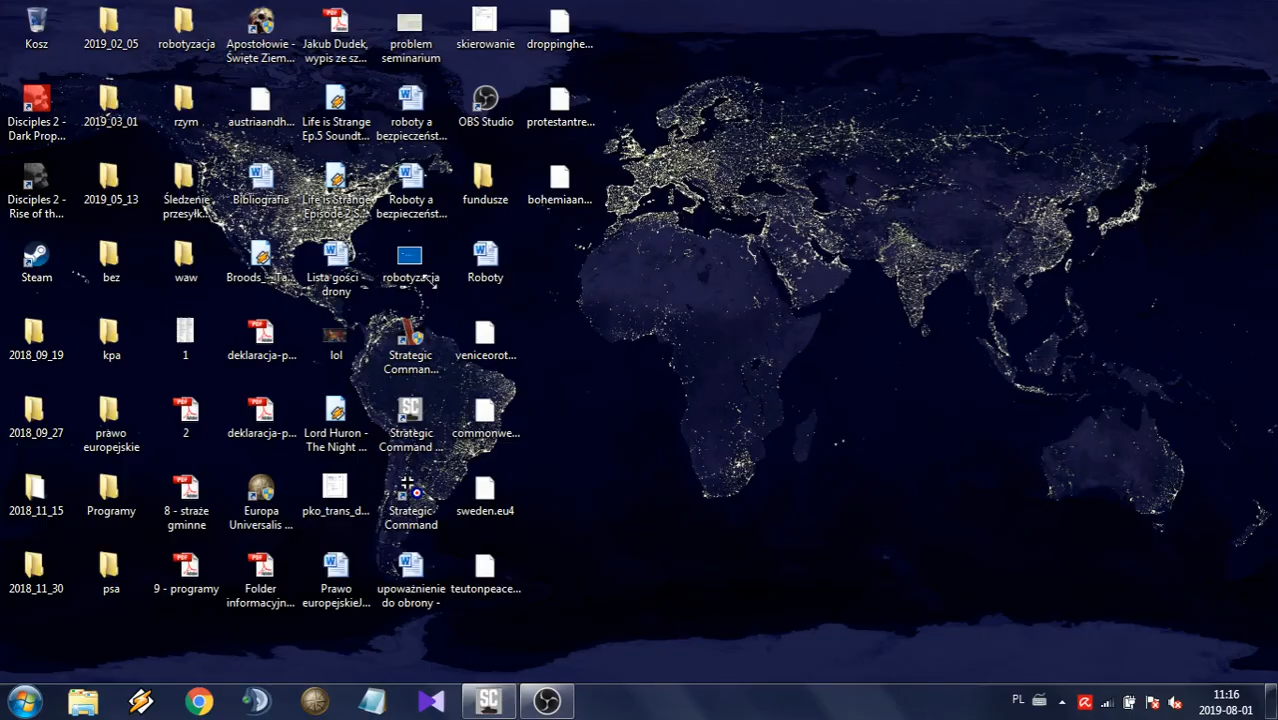 Kosz
2019_02_05
robotyzacja
Apostołowie -
Święte Ziem...
Jakub Dudek,
wypis ze sz...
problem
seminarium
skierowanie
droppinghe...
Disciples 2 -
Dark Prop...
2019_03_01
rzym
austriaandh...
Life is Strange
Ep.5 Soundt...
roboty a
bezpieczeńst...
OBS Studio
protestantre...
Disciples 2 -
Rise of th...
2019_05_13
Śledzenie
przesyłk...
Bibliografia
Life is Strange
Episode 2 S...
Roboty a
bezpieczeńst...
fundusze
bohemiaan...
Steam
bez
waw
Broods_-_Ta...
Lista gości -
drony
robotyzacja
Roboty
2018_09_19
kpa
1
deklaracja-p...
lol
Strategic
Comman...
veniceorot...
2018_09_27
prawo
europejskie
2
deklaracja-p...
Lord Huron -
The Night ...
Strategic
Command ...
commonwe...
2018_11_15
Programy
8 - straże
gminne
Europa
Universalis ...
pko_trans_d...
Strategic
Command
sweden.eu4
2018_11_30
psa
9 - programy
Folder
informacyjn...
Prawo
europejskieJ...
upoważnienie
do obrony -
teutonpeace...
SC
PL
11:16
2019-08-01